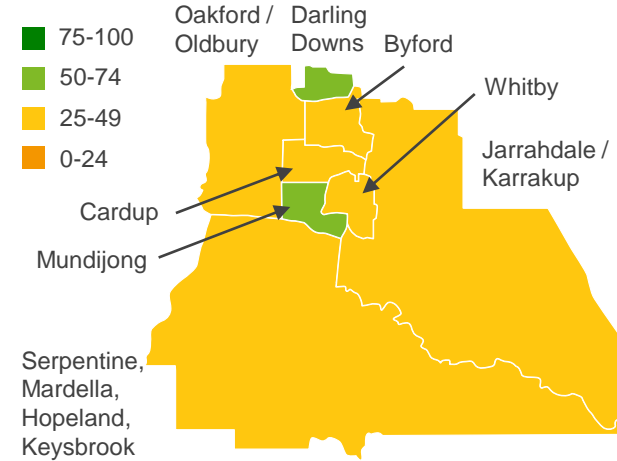 75-100
50-74
25-49
0-24
Oakford /
Oldbury
Darling
Downs
Byford
Whitby
Jarrahdale /
Karrakup
Cardup
Mundijong
Serpentine,
Mardella,
Hopeland,
Keysbrook